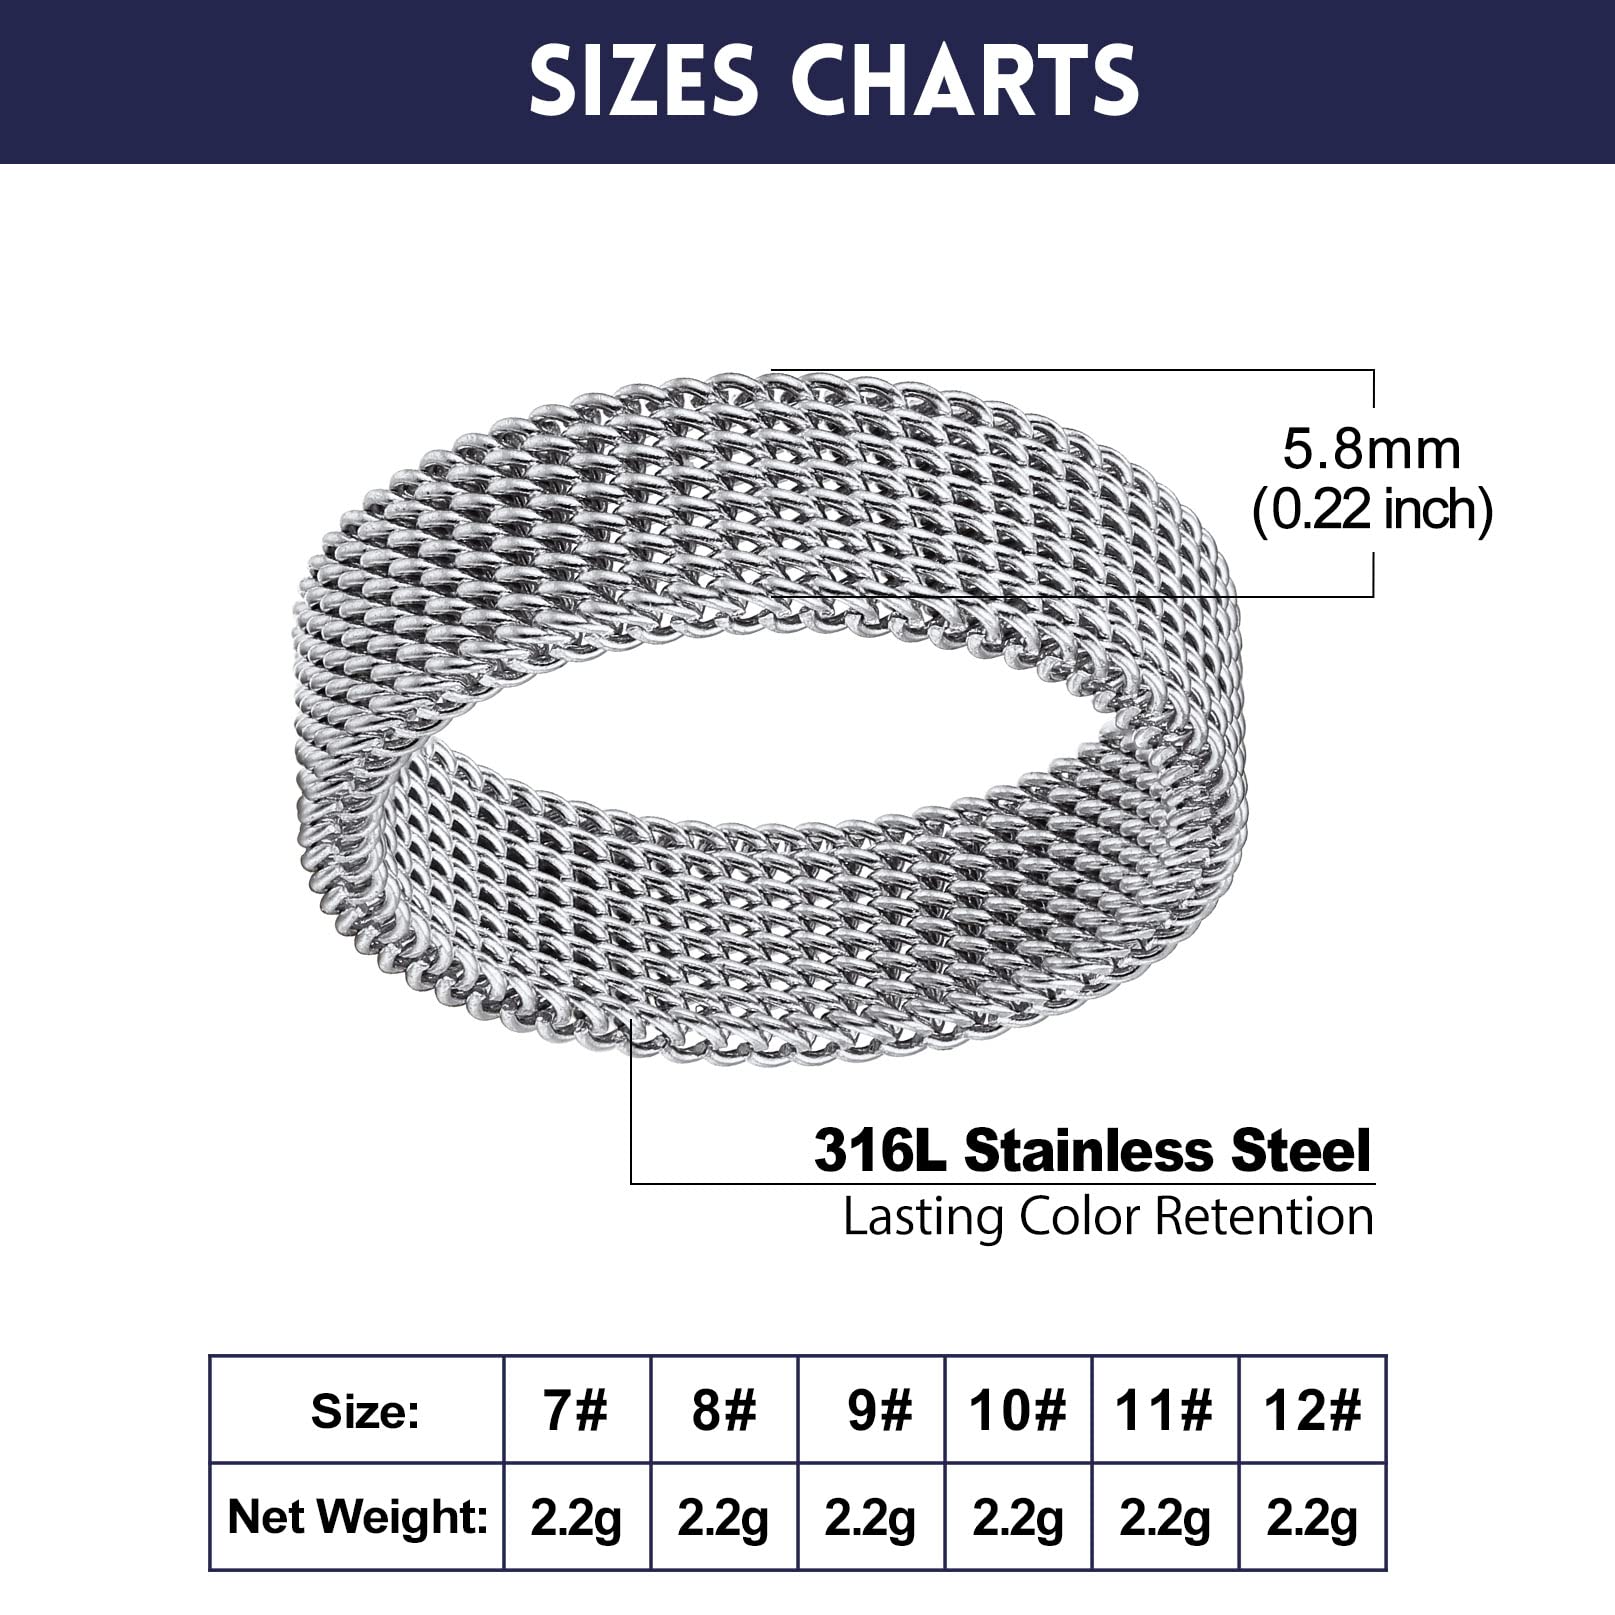 SIZES CHARTS
5.8mm
(0.22 inch)
316L Stainless Steel
Lasting Color Retention
Size: 7# 8# 9# 10# 11# 12#
Net Weight: 2.2g 2.2g 2.2g 2.2g 2.2g 2.2g